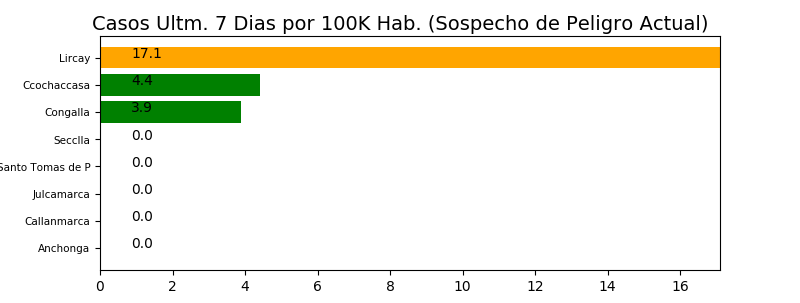 Casos Ultm. 7 Dias por 100K Hab. (Sospecho de Peligro Actual)
Lircay 17.1
Ccochaccasa 4.4
Congalla 3.9
Secclla 0.0
Santo Tomas de P 0.0
Julcamarca 0.0
Callanmarca 0.0
Anchonga 0.0
0 2 4 6 8 10 12 14 16